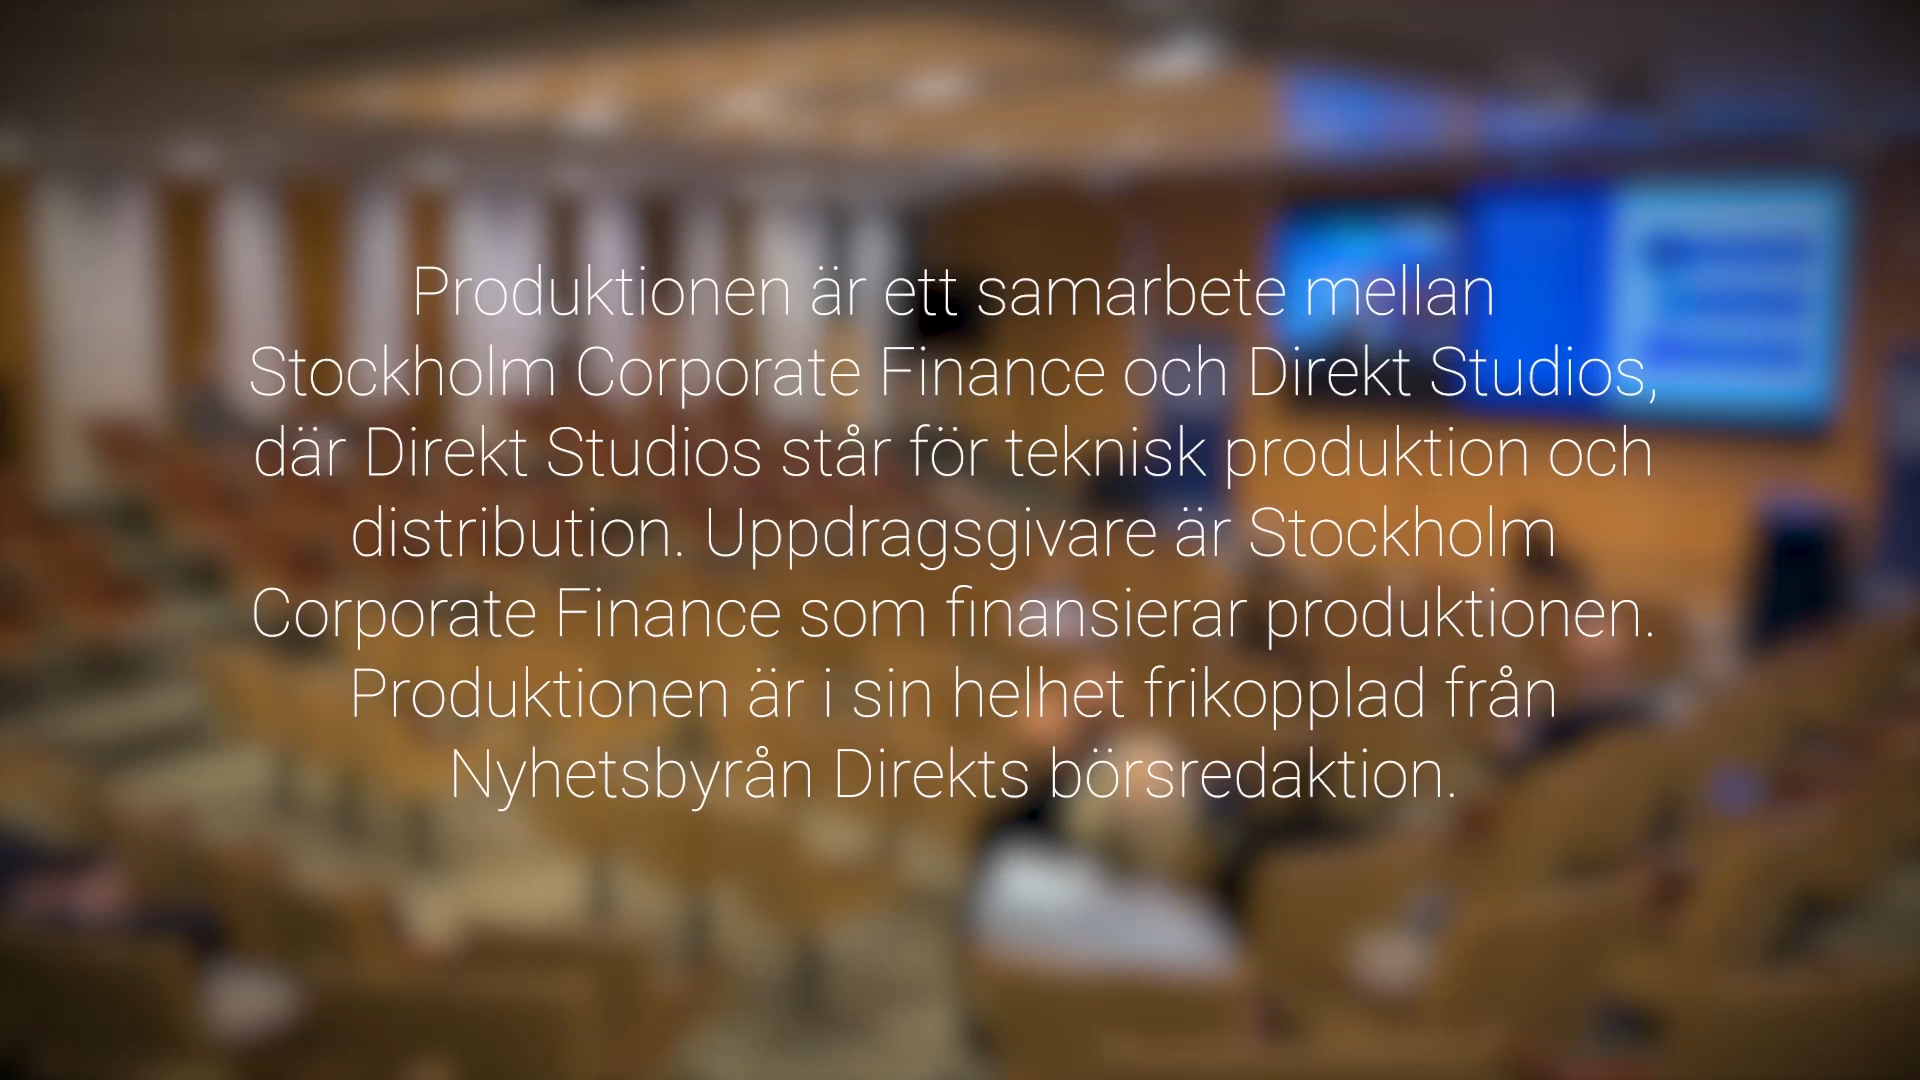 Produktionen är ett samarbete mellan
Stockholm Corporate Finance och Direkt Studios,
där Direkt Studios står för teknisk produktion och
distribution. Uppdragsgivare är Stockholm
Corporate Finance som finansierar produktionen.
Produktionen är i sin helhet frikopplad från
Nyhetsbyrån Direkts börsredaktion.